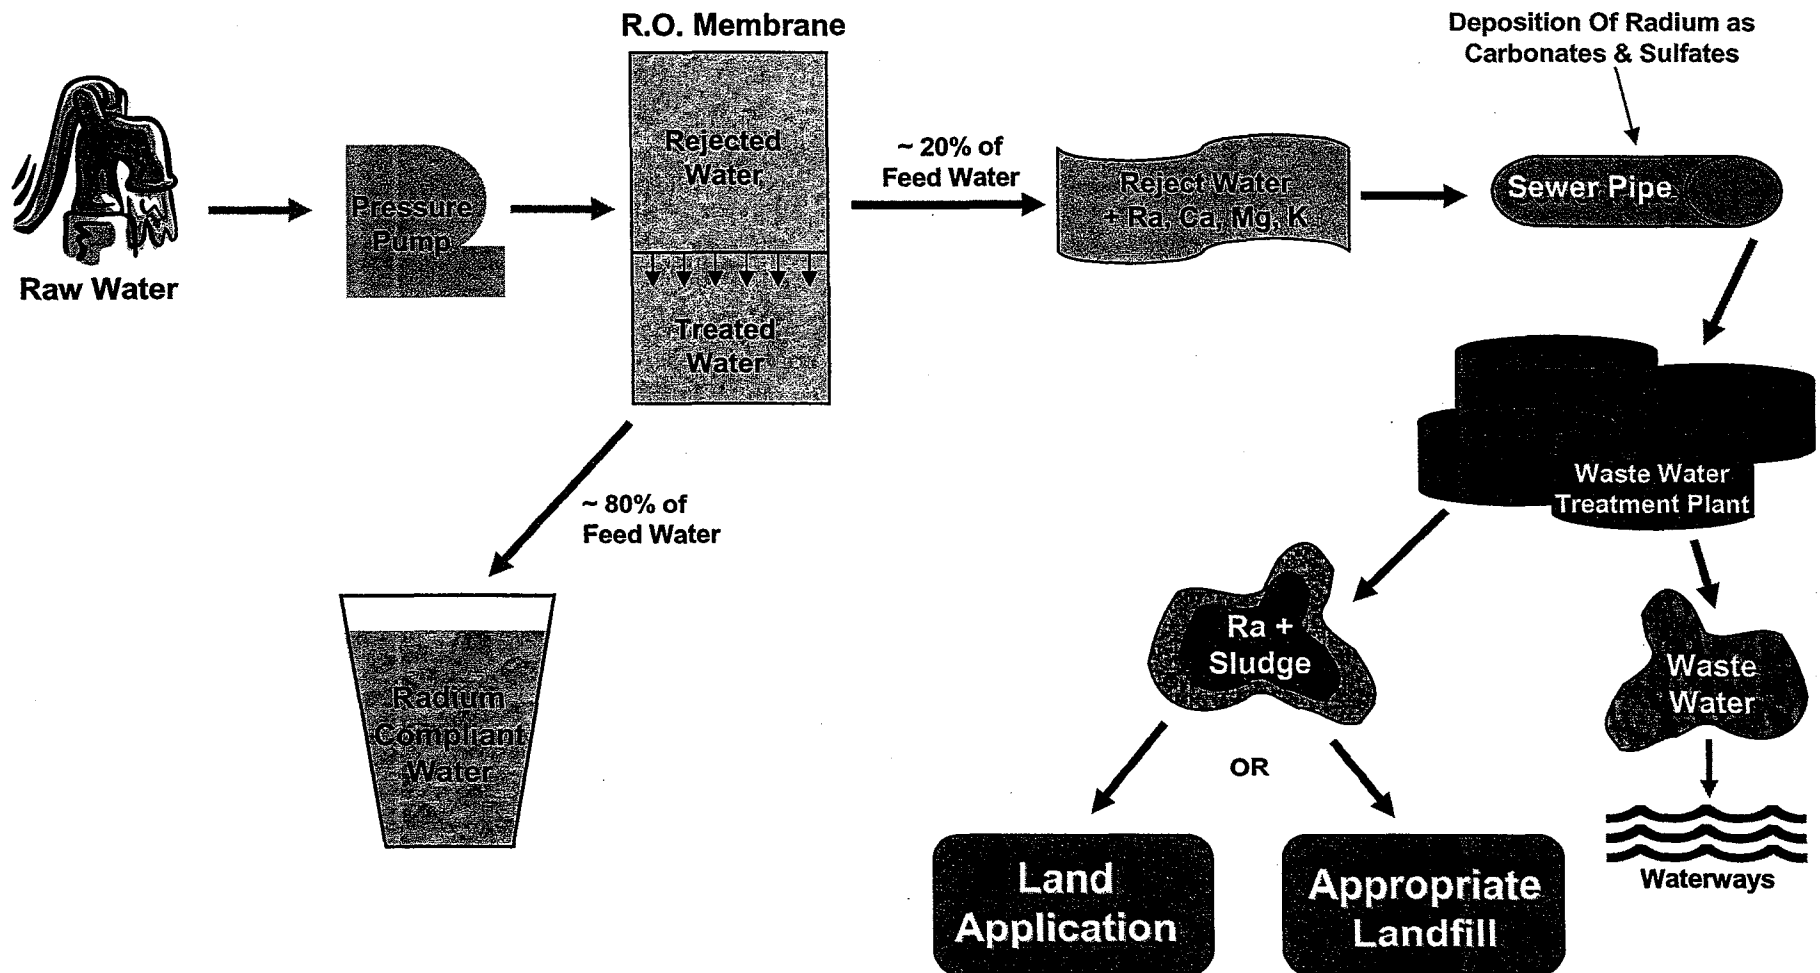 R.O. Membrane
Deposition Of Radium as
Carbonates & Sulfates
Raw Water
Pressure
Pump
Rejected
Water
Treated
Water
~ 20% of
Feed Water
Reject Water
+ Ra, Ca, Mg, K
Sewer Pipe
Waste Water
Treatment Plant
~ 80% of
Feed Water
Radium
Compliant
Water
Ra +
Sludge
Waste
Water
OR
Land
Application
Appropriate
Landfill
Waterways